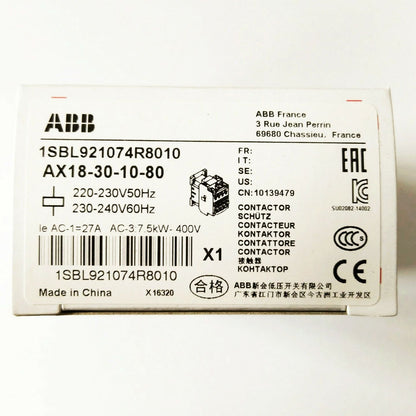 ABB
ABB France
3 Rue Jean Perrin
69680 Chassieu, France
1SBL921074R8010
AX18-30-10-80
220-230V50Hz
230-240V60Hz
Ie AC-1=27A AC-3:7.5kW- 400V
X1
1SBL921074R8010
Made in China
X16320
合格
FR:
IT:
SE:
US:
CN:10139479
CONTACTOR
SCHÜTZ
CONTACTEUR
KONTAKTOR
CONTATTORE
CONTACTOR
接触器
КОНТАКТОР
EAC
SU02082-14002
CCC
CE
ABB新会低压开关有限公司
广东省江门市新会区今古洲工业开发区